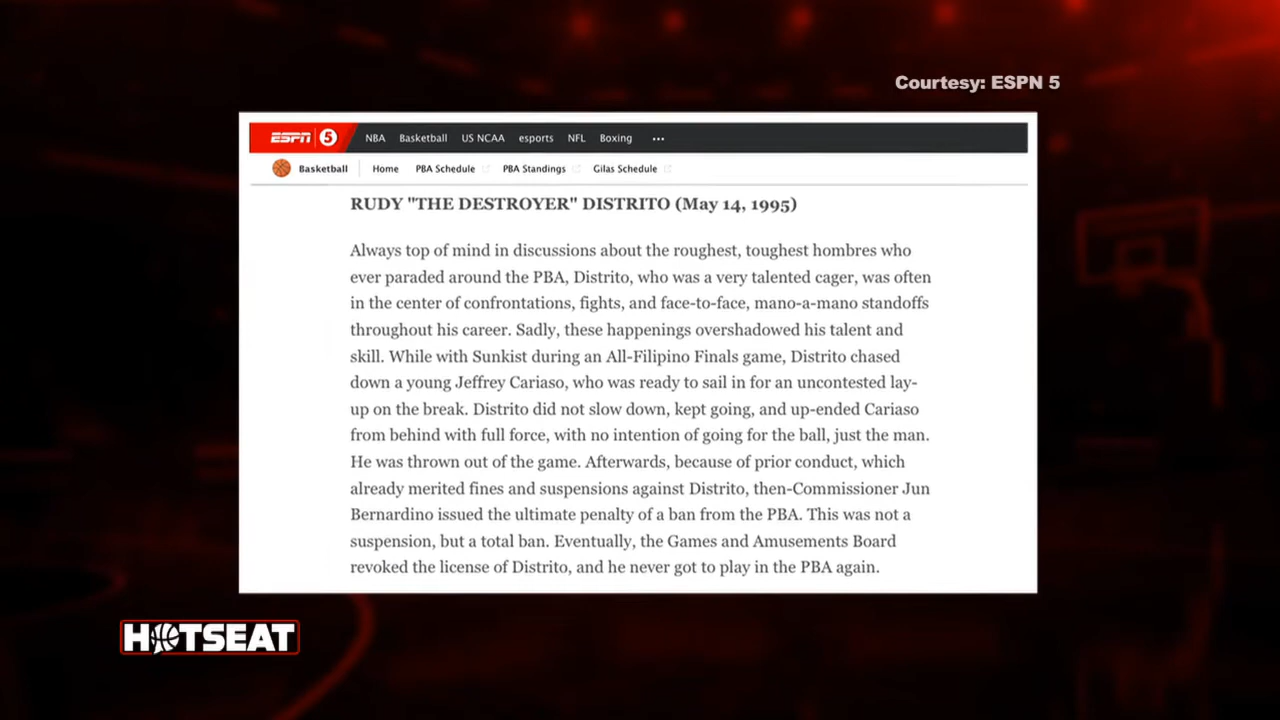 Courtesy: ESPN 5
ESPN 5 NBA Basketball US NCAA esports NFL Boxing ...
Basketball Home PBA Schedule PBA Standings Gilas Schedule
RUDY "THE DESTROYER" DISTRITO (May 14, 1995)
Always top of mind in discussions about the roughest, toughest hombres who
ever paraded around the PBA, Distrito, who was a very talented cager, was often
in the center of confrontations, fights, and face-to-face, mano-a-mano standoffs
throughout his career. Sadly, these happenings overshadowed his talent and
skill. While with Sunkist during an All-Filipino Finals game, Distrito chased
down a young Jeffrey Cariaso, who was ready to sail in for an uncontested lay-
up on the break. Distrito did not slow down, kept going, and up-ended Cariaso
from behind with full force, with no intention of going for the ball, just the man.
He was thrown out of the game. Afterwards, because of prior conduct, which
already merited fines and suspensions against Distrito, then-Commissioner Jun
Bernardino issued the ultimate penalty of a ban from the PBA. This was not a
suspension, but a total ban. Eventually, the Games and Amusements Board
revoked the license of Distrito, and he never got to play in the PBA again.
HOTSEAT